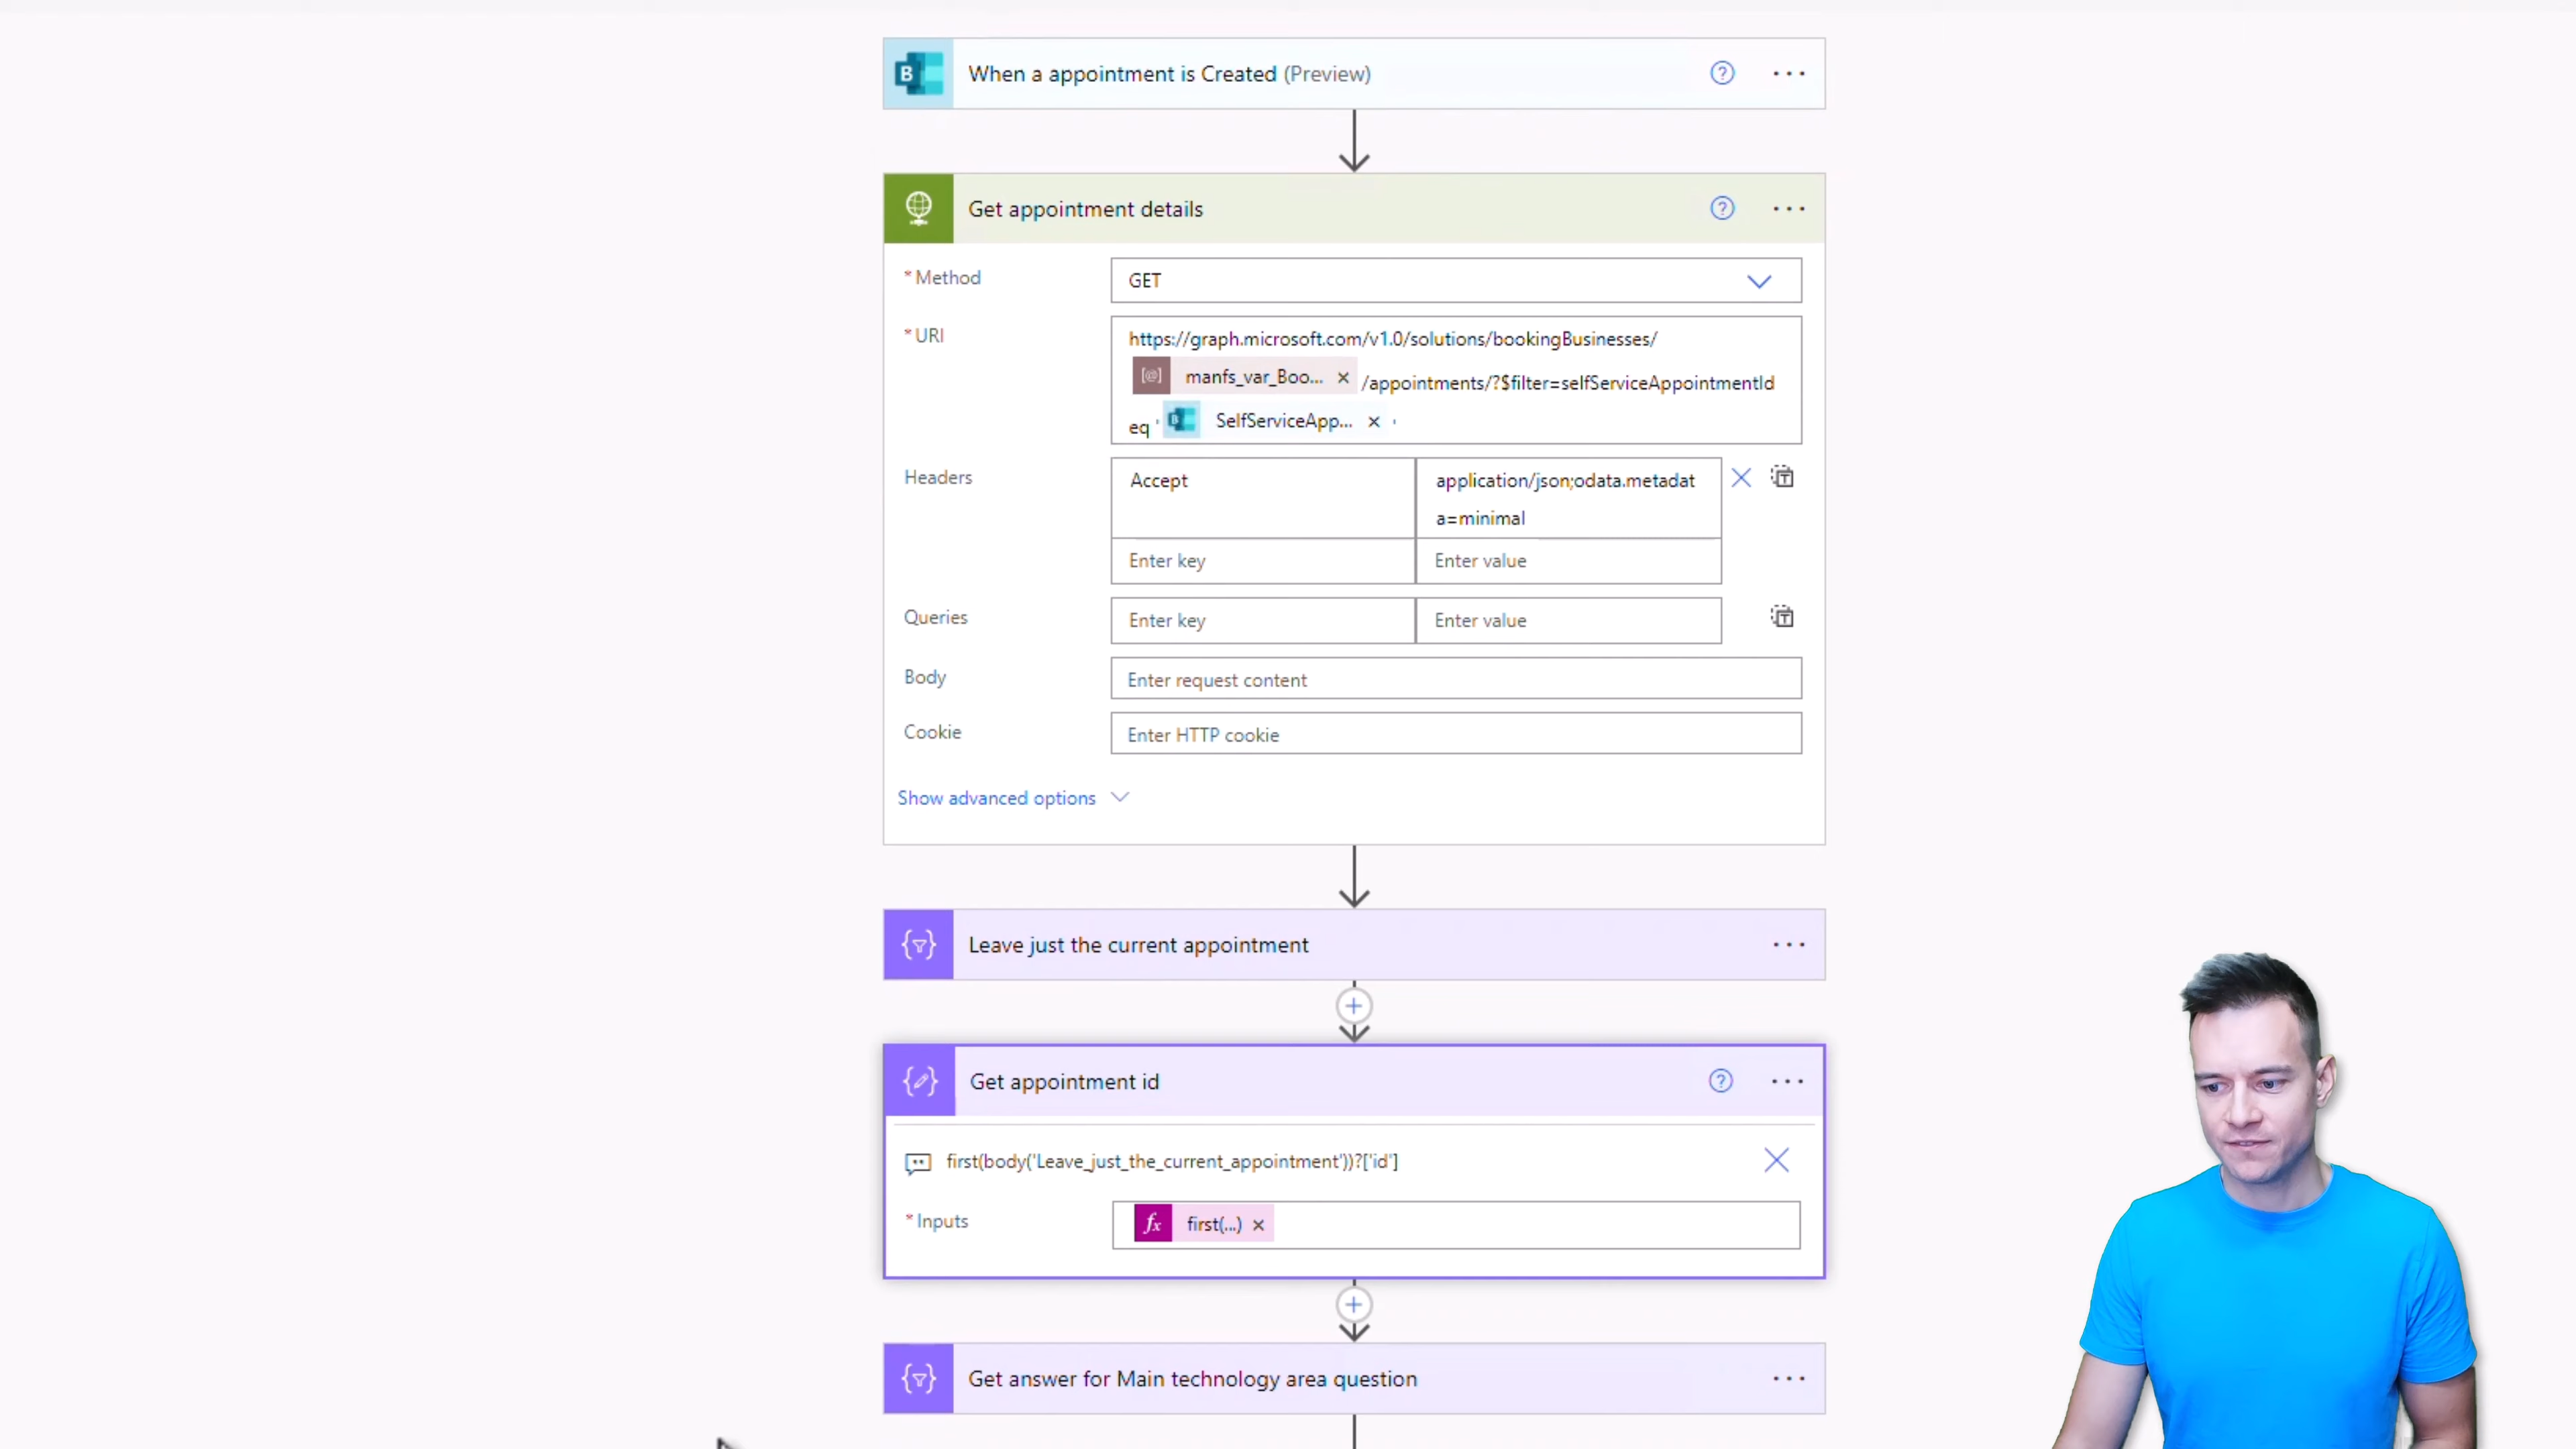 B When a appointment is Created (Preview) ?
Get appointment details ?
* Method GET
* URI https://graph.microsoft.com/v1.0/solutions/bookingBusinesses/
[@] manfs_var_Boo... × /appointments/?$filter=selfServiceAppointmentId
eq ' B SelfServiceApp... × '
Headers Accept application/json;odata.metadat
a=minimal
Enter key Enter value
Queries Enter key Enter value
Body Enter request content
Cookie Enter HTTP cookie
Show advanced options
Leave just the current appointment
Get appointment id ?
first(body('Leave_just_the_current_appointment'))?['id']
* Inputs fx first(...) ×
Get answer for Main technology area question